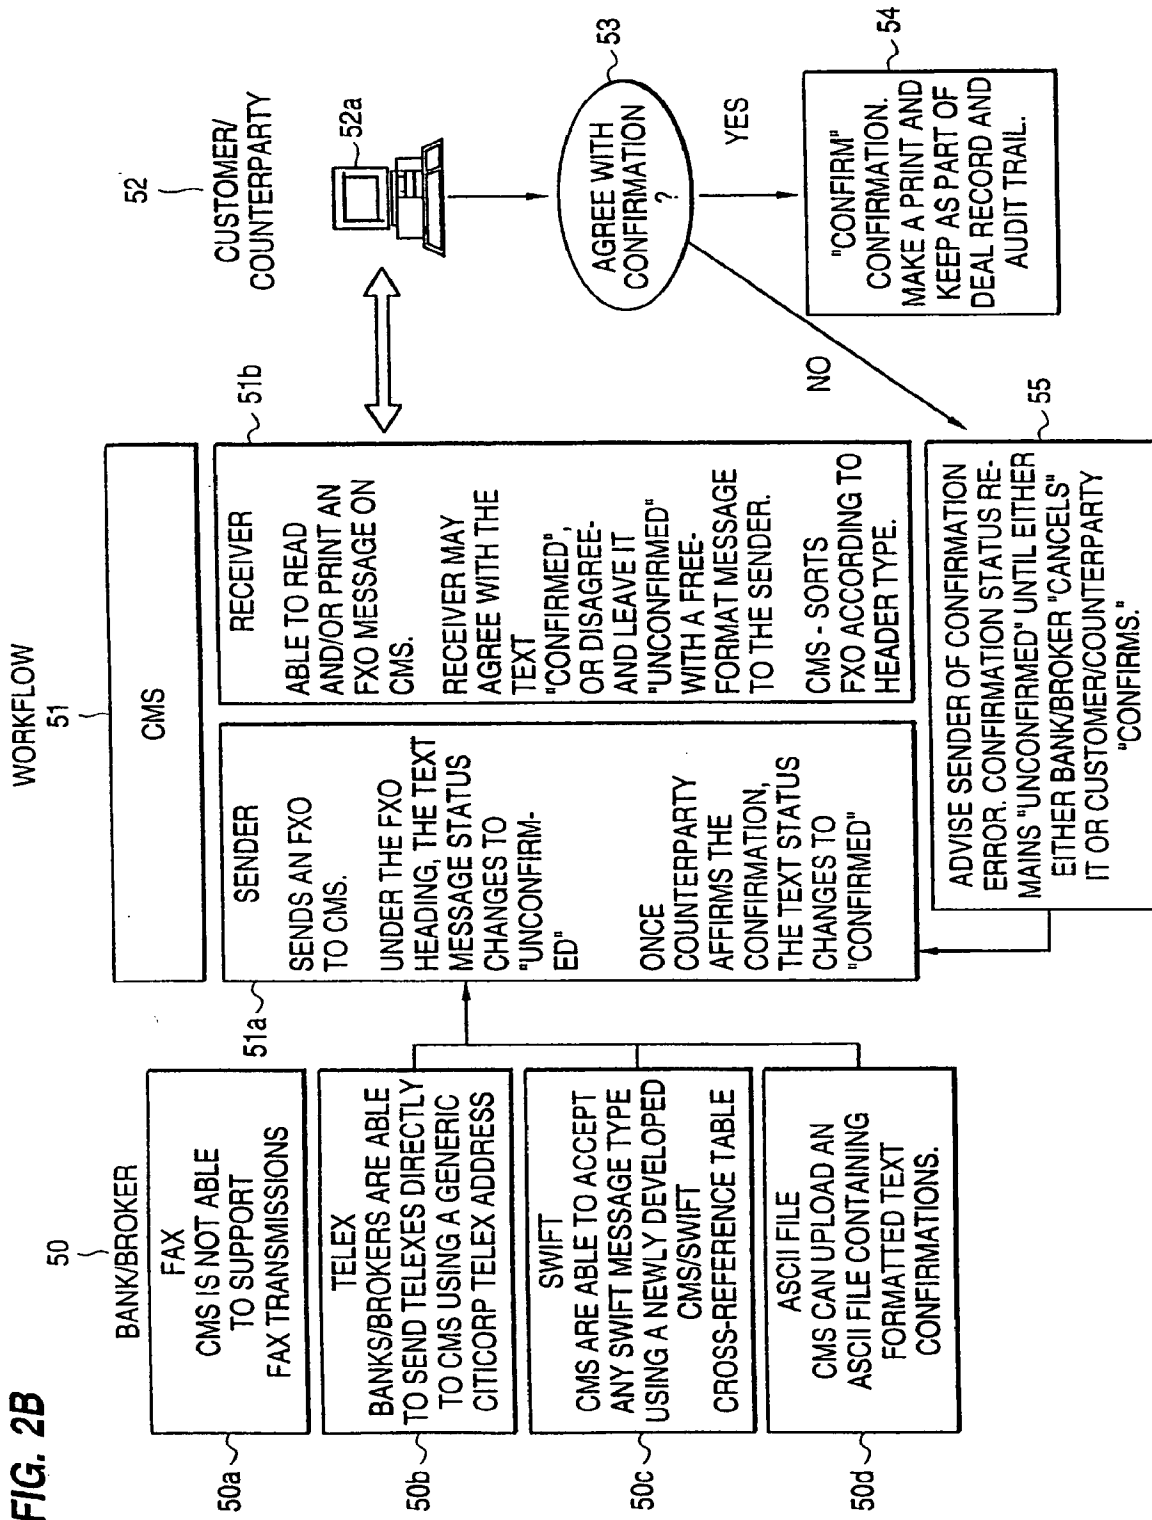 FIG. 2B
WORKFLOW
50
BANK/BROKER
50a
FAX
CMS IS NOT ABLE
TO SUPPORT
FAX TRANSMISSIONS
50b
TELEX
BANKS/BROKERS ARE ABLE
TO SEND TELEXES DIRECTLY
TO CMS USING A GENERIC
CITICORP TELEX ADDRESS
50c
SWIFT
CMS ARE ABLE TO ACCEPT
ANY SWIFT MESSAGE TYPE
USING A NEWLY DEVELOPED
CMS/SWIFT
CROSS-REFERENCE TABLE
50d
ASCII FILE
CMS CAN UPLOAD AN
ASCII FILE CONTAINING
FORMATTED TEXT
CONFIRMATIONS.
51
CMS
51a
SENDER
SENDS AN FXO
TO CMS.
UNDER THE FXO
HEADING, THE TEXT
MESSAGE STATUS
CHANGES TO
"UNCONFIRM-
ED"
ONCE
COUNTERPARTY
AFFIRMS THE
CONFIRMATION,
THE TEXT STATUS
CHANGES TO
"CONFIRMED"
51b
RECEIVER
ABLE TO READ
AND/OR PRINT AN
FXO MESSAGE ON
CMS.
RECEIVER MAY
AGREE WITH THE
TEXT
"CONFIRMED",
OR DISAGREE-
AND LEAVE IT
"UNCONFIRMED"
WITH A FREE-
FORMAT MESSAGE
TO THE SENDER.
CMS - SORTS
FXO ACCORDING TO
HEADER TYPE.
52
CUSTOMER/
COUNTERPARTY
52a
53
AGREE WITH
CONFIRMATION
?
YES
NO
54
"CONFIRM"
CONFIRMATION.
MAKE A PRINT AND
KEEP AS PART OF
DEAL RECORD AND
AUDIT TRAIL.
55
ADVISE SENDER OF CONFIRMATION
ERROR. CONFIRMATION STATUS RE-
MAINS "UNCONFIRMED" UNTIL EITHER
EITHER BANK/BROKER "CANCELS"
IT OR CUSTOMER/COUNTERPARTY
"CONFIRMS."